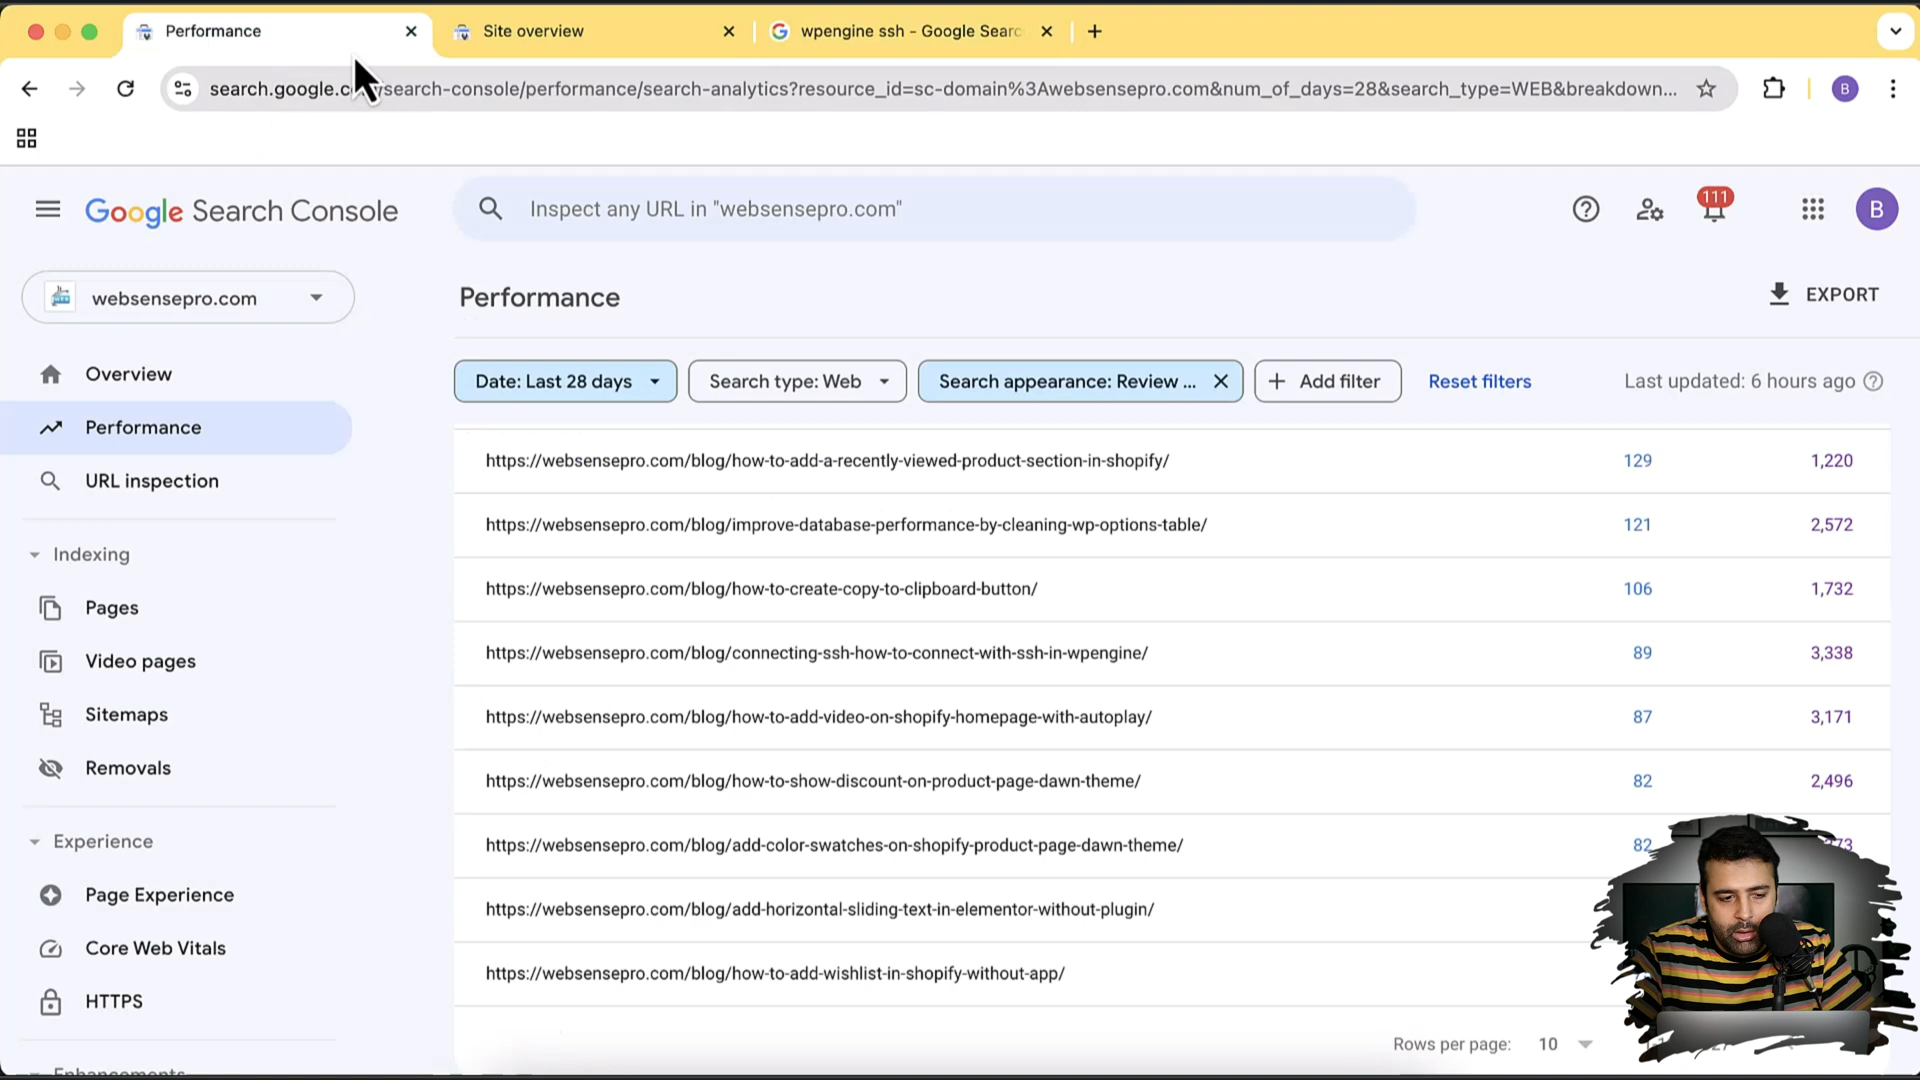 Performance
Site overview
wpengine ssh - Google Searc
search.google.c /search-console/performance/search-analytics?resource_id=sc-domain%3Awebsensepro.com&num_of_days=28&search_type=WEB&breakdown...
B
Google Search Console
Inspect any URL in "websensepro.com"
111
B
websensepro.com
Performance
EXPORT
Overview
Performance
URL inspection
Indexing
Pages
Video pages
Sitemaps
Removals
Experience
Page Experience
Core Web Vitals
HTTPS
Enhancements
Date: Last 28 days
Search type: Web
Search appearance: Review ...
Add filter
Reset filters
Last updated: 6 hours ago
https://websensepro.com/blog/how-to-add-a-recently-viewed-product-section-in-shopify/ 129 1,220
https://websensepro.com/blog/improve-database-performance-by-cleaning-wp-options-table/ 121 2,572
https://websensepro.com/blog/how-to-create-copy-to-clipboard-button/ 106 1,732
https://websensepro.com/blog/connecting-ssh-how-to-connect-with-ssh-in-wpengine/ 89 3,338
https://websensepro.com/blog/how-to-add-video-on-shopify-homepage-with-autoplay/ 87 3,171
https://websensepro.com/blog/how-to-show-discount-on-product-page-dawn-theme/ 82 2,496
https://websensepro.com/blog/add-color-swatches-on-shopify-product-page-dawn-theme/ 82
https://websensepro.com/blog/add-horizontal-sliding-text-in-elementor-without-plugin/
https://websensepro.com/blog/how-to-add-wishlist-in-shopify-without-app/
Rows per page: 10